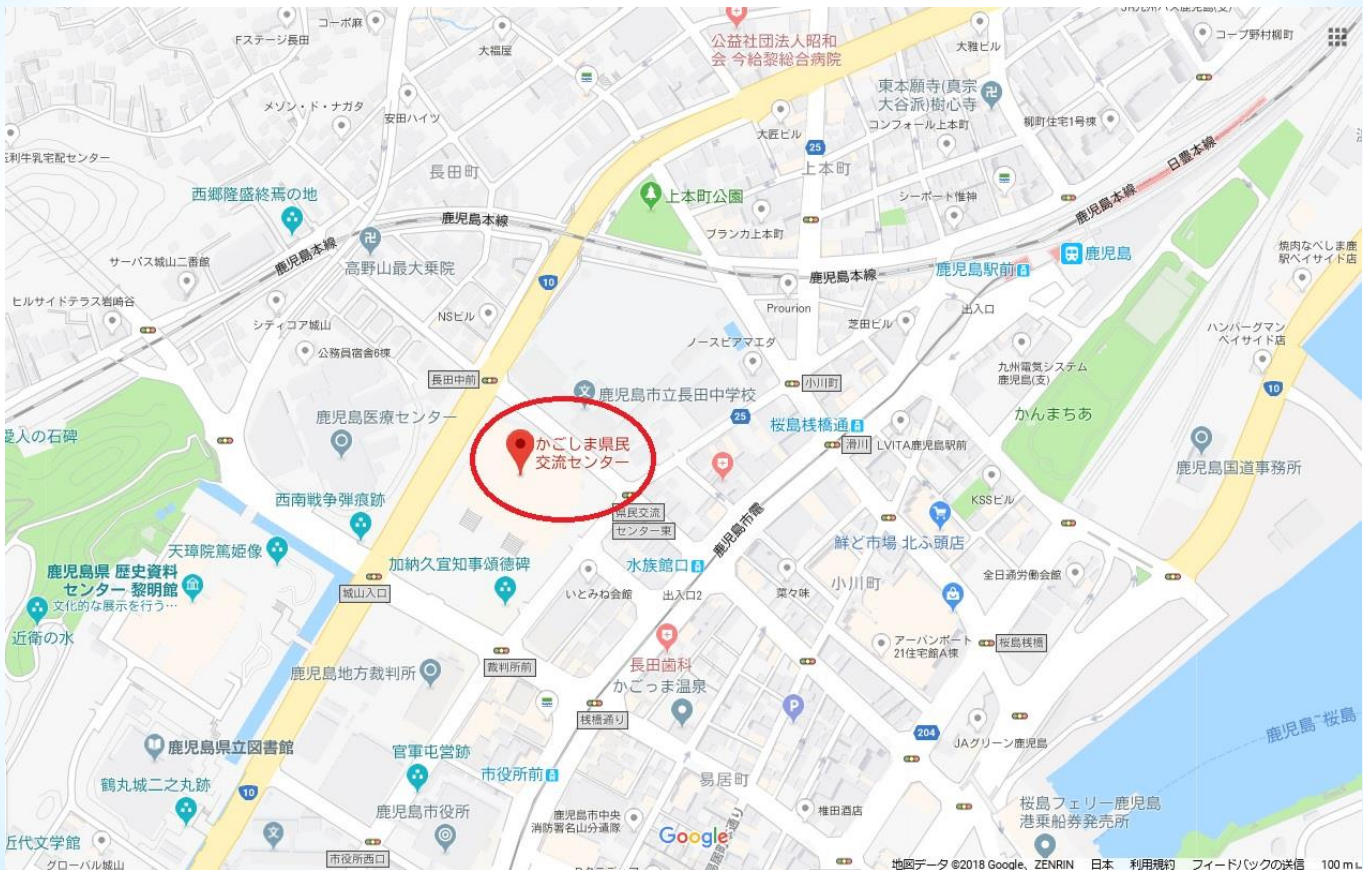 コーポ麻
Fステージ長田
大福屋
公益社団法人昭和
会 今給黎総合病院
大雅ビル
コープ野村柳町
メゾン・ド・ナガタ
安田ハイツ
東本願寺(真宗
大谷派)樹心寺
大匠ビル
コンフォール上本町
柳町住宅1号棟
利牛乳宅配センター
長田町
25
上本町
日豊本線
西郷隆盛終焉の地
上本町公園
シーポート惟神
鹿児島本線
鹿児島本線
ブランカ上本町
鹿児島本線
高野山最大乗院
サーパス城山二番館
鹿児島本線
鹿児島駅前
鹿児島
焼肉なべしま鹿
駅ベイサイド店
10
ヒルサイドテラス岩崎谷
シティコア城山
NSビル
Prourion
芝田ビル
出入口
ノースピアマエダ
ハンバーグマン
ベイサイド店
公務員宿舎6棟
長田中前
鹿児島市立長田中学校
小川町
九州電気システム
鹿児島(支)
10
鹿児島医療センター
25
桜島桟橋通
かんまちあ
愛人の石碑
かごしま県民
交流センター
滑川
LVITA鹿児島駅前
鹿児島国道事務所
西南戦争弾痕跡
県民交流
センター東
KSSビル
鹿児島市電
鮮ど市場 北ふ頭店
天璋院篤姫像
加納久宜知事頌徳碑
水族館口
小川町
全日通労働会館
鹿児島県 歴史資料
センター 黎明館
文化的な展示を行う…
城山入口
いとみね会館
出入口2
菜々味
近衛の水
アーバンポート
21住宅館A棟
桜島桟橋
鹿児島地方裁判所
裁判所前
長田歯科
かごっま温泉
桟橋通り
P
204
JAグリーン鹿児島
鹿児島-桜島
鹿児島県立図書館
官軍屯営跡
市役所前
易居町
鶴丸城二之丸跡
10
鹿児島市役所
鹿児島市中央
消防署名山分遣隊
椎田酒店
桜島フェリー鹿児島
港乗船券発売所
近代文学館
グローバル城山
市役所西口
Google
地図データ ©2018 Google、ZENRIN 日本 利用規約 フィードバックの送信 100 m